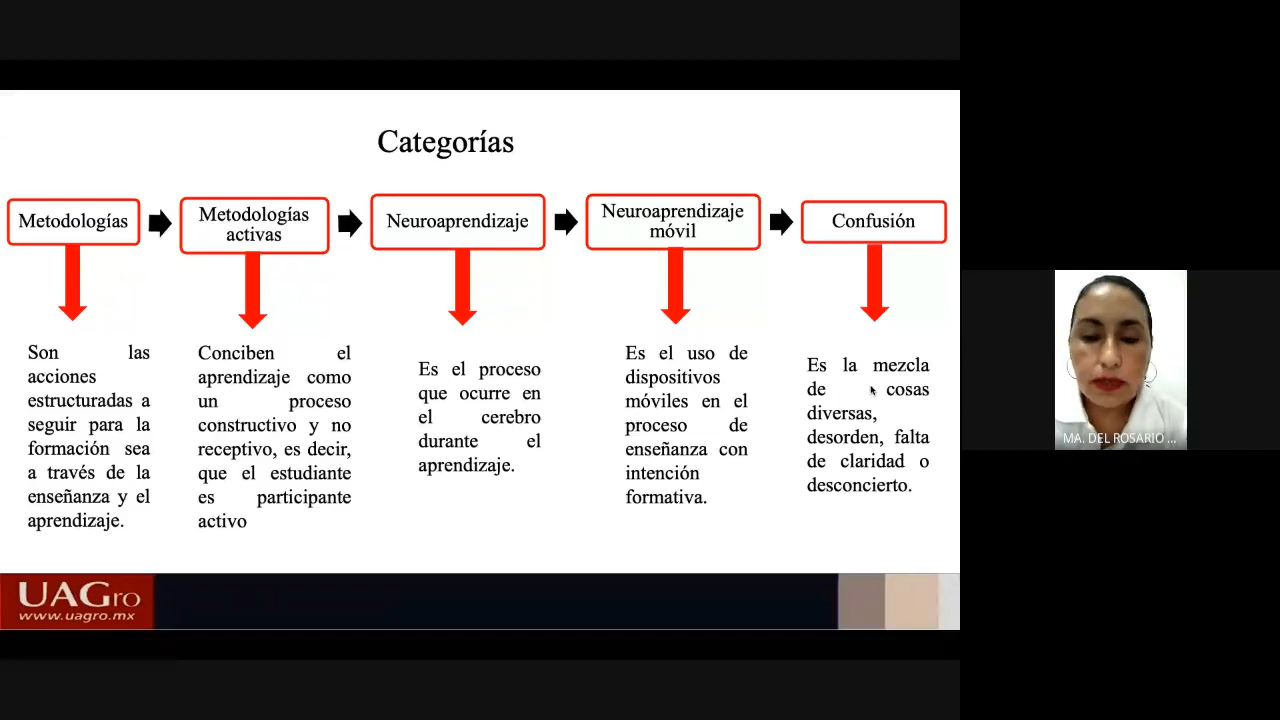 Categorías
Metodologías
Metodologías
activas
Neuroaprendizaje
Neuroaprendizaje
móvil
Confusión
Son las
acciones
estructuradas a
seguir para la
formación sea
a través de la
enseñanza y el
aprendizaje.
Conciben el
aprendizaje como
un proceso
constructivo y no
receptivo, es decir,
que el estudiante
es participante
activo
Es el proceso
que ocurre en
el cerebro
durante el
aprendizaje.
Es el uso de
dispositivos
móviles en el
proceso de
enseñanza con
intención
formativa.
Es la mezcla
de cosas
diversas,
desorden, falta
de claridad o
desconcierto.
MA. DEL ROSARIO ...
UAGro
www.uagro.mx